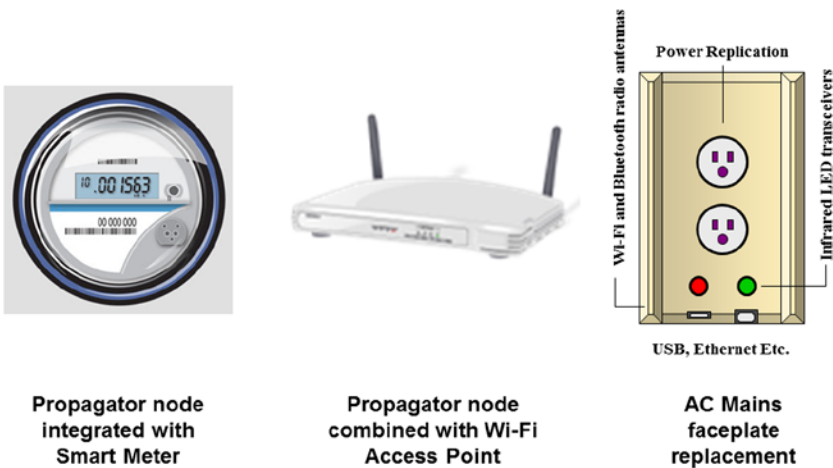 Power Replication
Wi-Fi and Bluetooth radio antennas
Infrared LED transceivers
10 .001563
00 000 000
USB, Ethernet Etc.
Propagator node
integrated with
Smart Meter
Propagator node
combined with Wi-Fi
Access Point
AC Mains
faceplate
replacement